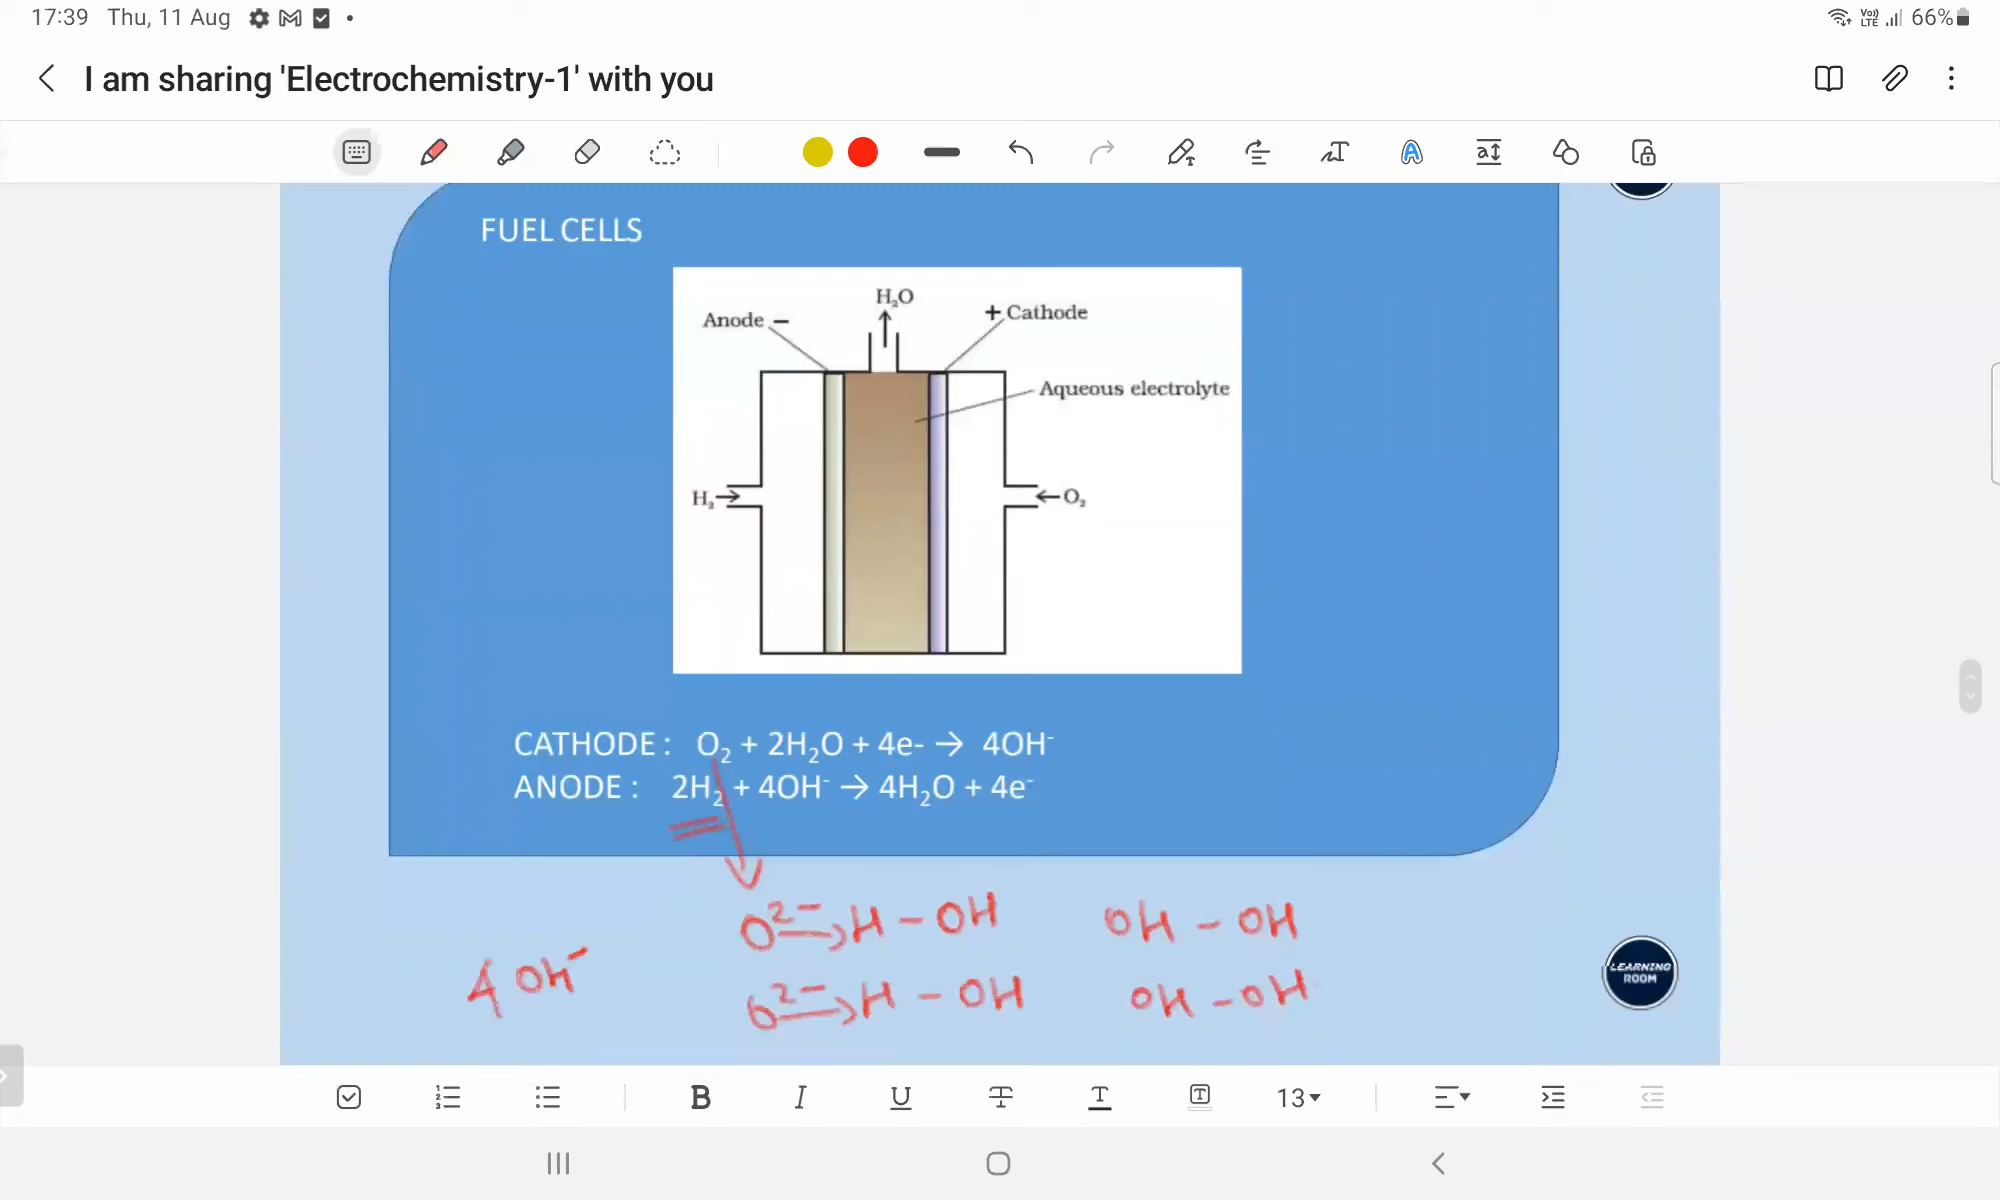 17:39 Thu, 11 Aug
Vo)) LTE 66%
I am sharing 'Electrochemistry-1' with you
FUEL CELLS
H₂O
Anode −
+ Cathode
Aqueous electrolyte
H₂
O₂
CATHODE : O₂ + 2H₂O + 4e- → 4OH⁻
ANODE : 2H₂ + 4OH⁻ → 4H₂O + 4e⁻
O²⁻ → H - OH OH - OH
4 OH⁻
O²⁻ → H - OH OH - OH
LEARNING
ROOM
B I U T T T 13